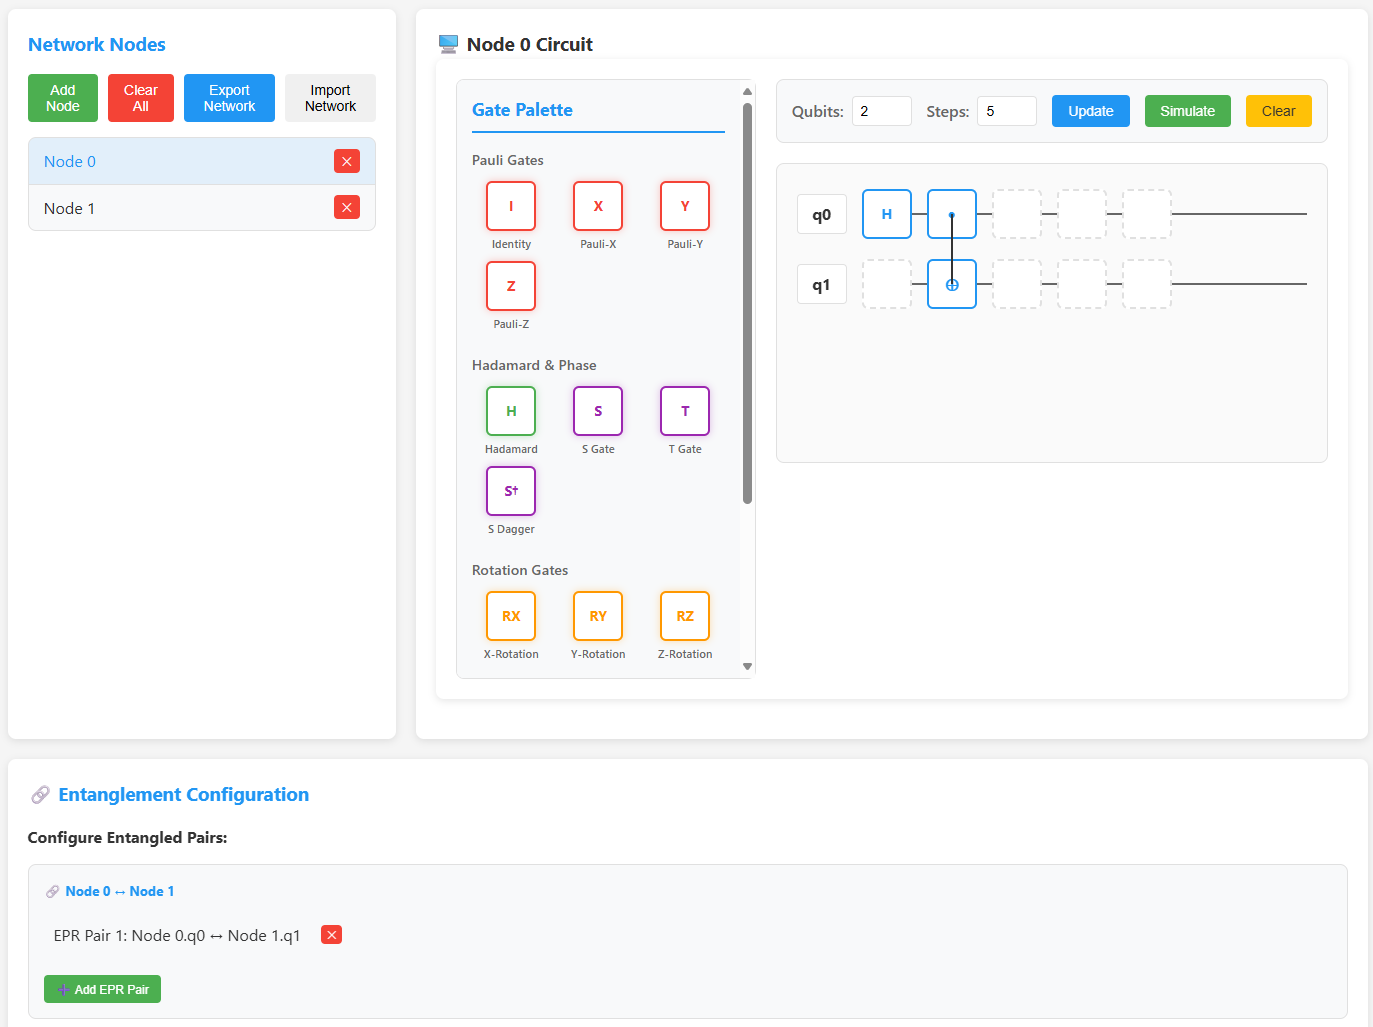 Network Nodes
Add
Node
Clear
All
Export
Network
Import
Network
Node 0
Node 1
Node 0 Circuit
Gate Palette
Pauli Gates
I
X
Y
Identity
Pauli-X
Pauli-Y
Z
Pauli-Z
Hadamard & Phase
H
S
T
Hadamard
S Gate
T Gate
S†
S Dagger
Rotation Gates
RX
RY
RZ
X-Rotation
Y-Rotation
Z-Rotation
Qubits: 2 Steps: 5 Update Simulate Clear
q0 H
q1
Entanglement Configuration
Configure Entangled Pairs:
Node 0 ↔ Node 1
EPR Pair 1: Node 0.q0 ↔ Node 1.q1
Add EPR Pair